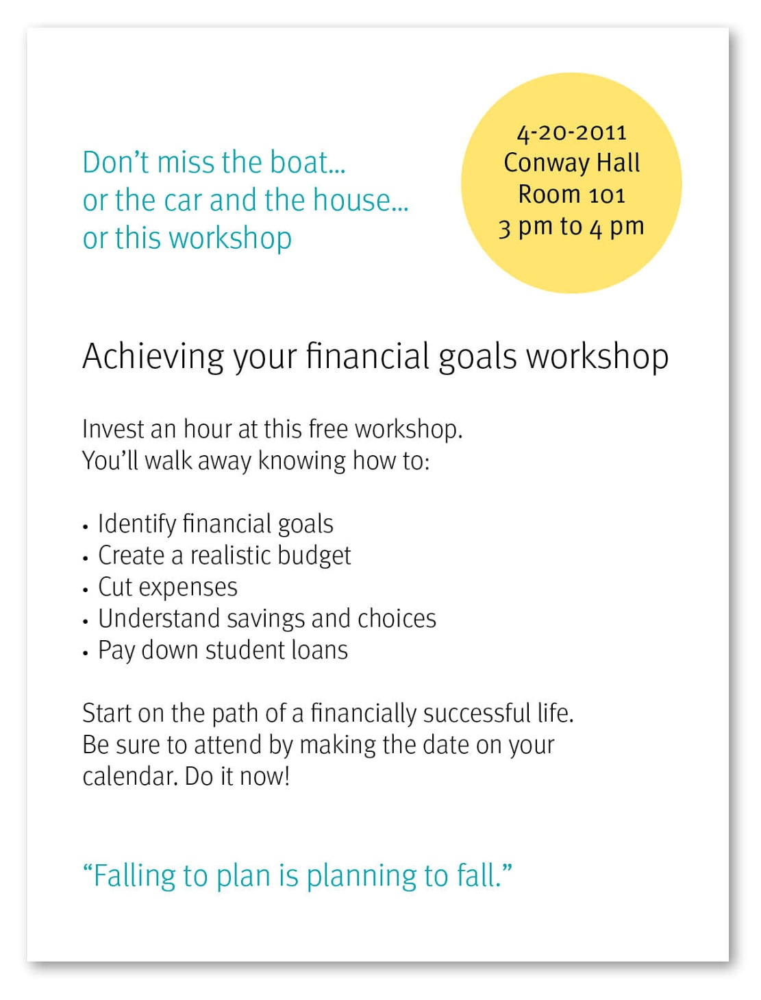 Don’t miss the boat...
or the car and the house...
or this workshop
4-20-2011
Conway Hall
Room 101
3 pm to 4 pm
Achieving your financial goals workshop
Invest an hour at this free workshop.
You’ll walk away knowing how to:
• Identify financial goals
• Create a realistic budget
• Cut expenses
• Understand savings and choices
• Pay down student loans
Start on the path of a financially successful life.
Be sure to attend by making the date on your
calendar. Do it now!
“Falling to plan is planning to fall.”